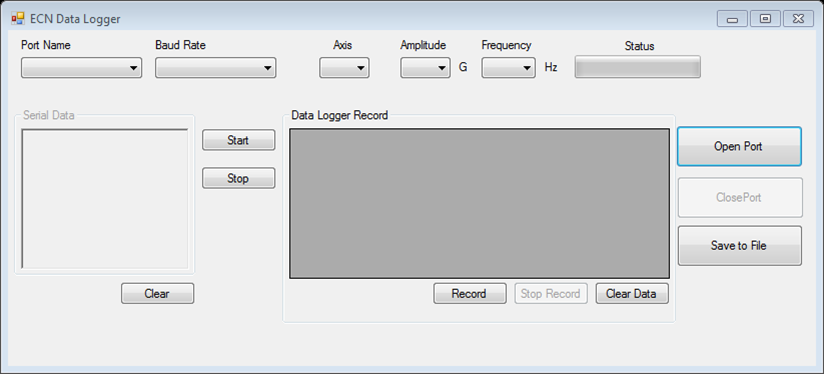 ECN Data Logger
Port Name Baud Rate Axis Amplitude Frequency Status
G Hz
Serial Data Data Logger Record
Start
Open Port
Stop
ClosePort
Save to File
Clear Record Stop Record Clear Data